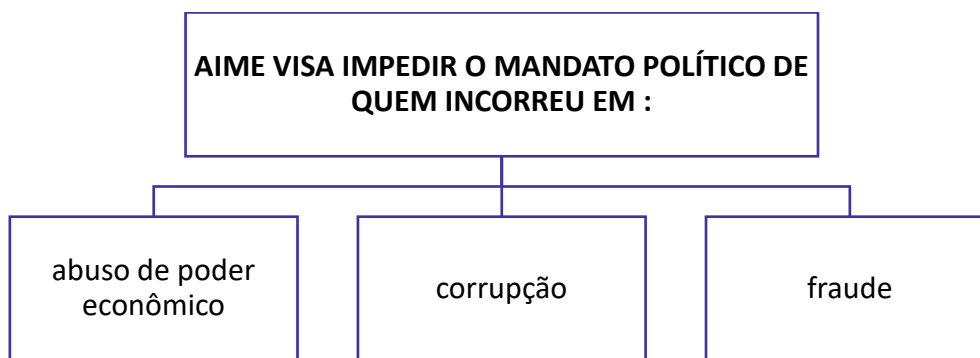 AIME VISA IMPEDIR O MANDATO POLÍTICO DE
QUEM INCORREU EM :
abuso de poder
econômico
corrupção
fraude